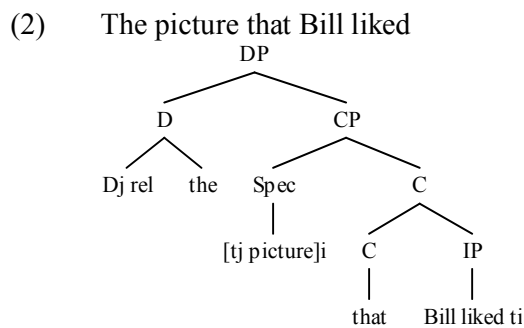 (2) The picture that Bill liked
DP
D CP
Dj rel the Spec C
[tj picture]i C IP
that Bill liked ti